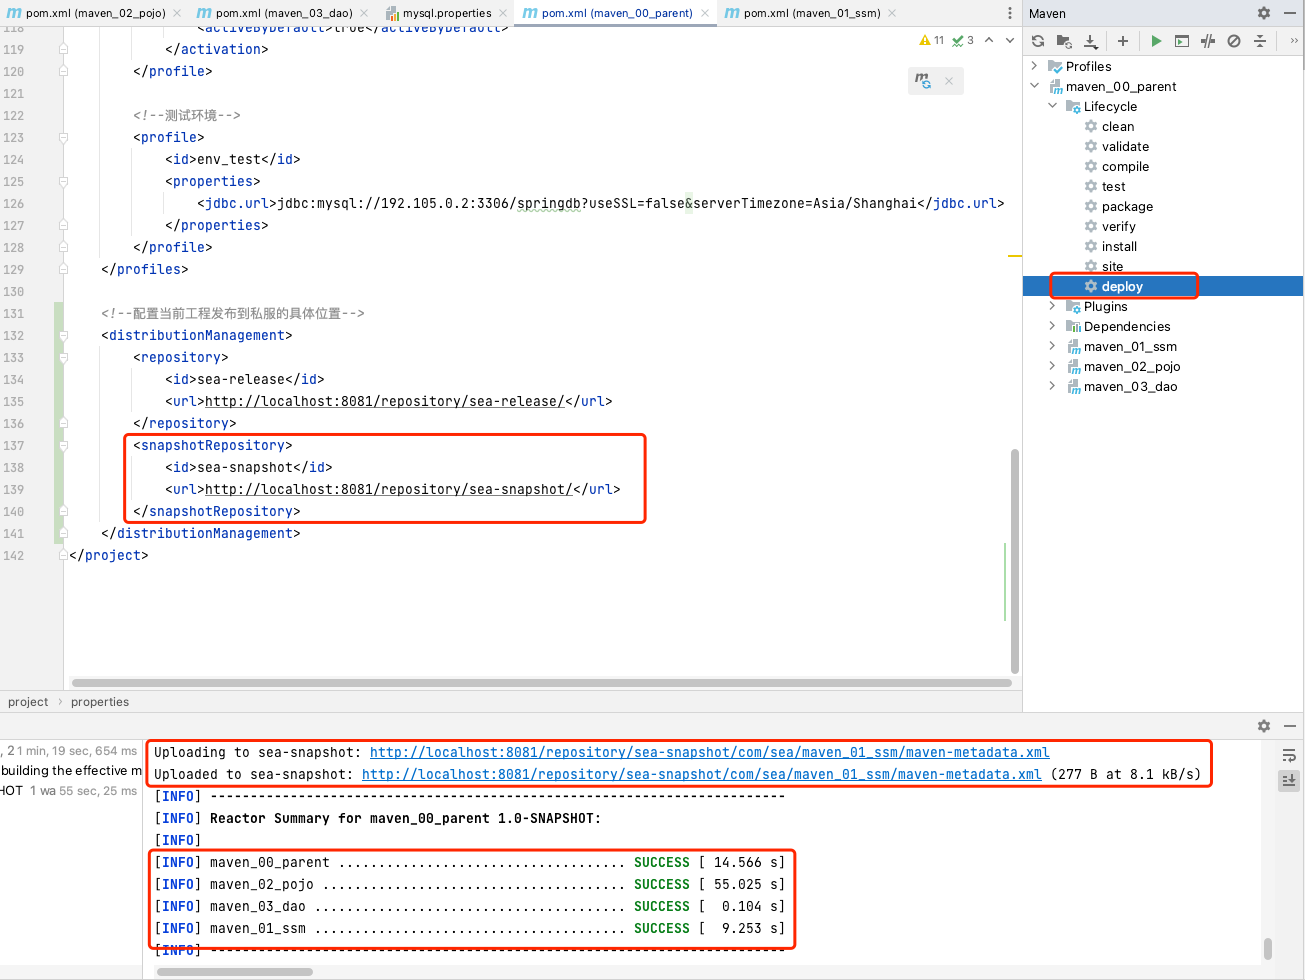 pom.xml (maven_02_pojo) pom.xml (maven_03_dao) mysql.properties pom.xml (maven_00_parent) pom.xml (maven_01_ssm)
Maven
118 <activeByDefault>true</activeByDefault>
119 </activation>
120 </profile>
121
122 <!--测试环境-->
123 <profile>
124 <id>env_test</id>
125 <properties>
126 <jdbc.url>jdbc:mysql://192.105.0.2:3306/springdb?useSSL=false&serverTimezone=Asia/Shanghai</jdbc.url>
127 </properties>
128 </profile>
129 </profiles>
130
131 <!--配置当前工程发布到私服的具体位置-->
132 <distributionManagement>
133 <repository>
134 <id>sea-release</id>
135 <url>http://localhost:8081/repository/sea-release/</url>
136 </repository>
137 <snapshotRepository>
138 <id>sea-snapshot</id>
139 <url>http://localhost:8081/repository/sea-snapshot/</url>
140 </snapshotRepository>
141 </distributionManagement>
142 </project>
11 3
Profiles
maven_00_parent
Lifecycle
clean
validate
compile
test
package
verify
install
site
deploy
Plugins
Dependencies
maven_01_ssm
maven_02_pojo
maven_03_dao
project › properties
, 2 1 min, 19 sec, 654 ms
building the effective m
HOT 1 wa 55 sec, 25 ms
Uploading to sea-snapshot: http://localhost:8081/repository/sea-snapshot/com/sea/maven_01_ssm/maven-metadata.xml
Uploaded to sea-snapshot: http://localhost:8081/repository/sea-snapshot/com/sea/maven_01_ssm/maven-metadata.xml (277 B at 8.1 kB/s)
[INFO] ------------------------------------------------------------------------
[INFO] Reactor Summary for maven_00_parent 1.0-SNAPSHOT:
[INFO]
[INFO] maven_00_parent .................................... SUCCESS [ 14.566 s]
[INFO] maven_02_pojo ...................................... SUCCESS [ 55.025 s]
[INFO] maven_03_dao ....................................... SUCCESS [  0.104 s]
[INFO] maven_01_ssm ....................................... SUCCESS [  9.253 s]
[INFO] ------------------------------------------------------------------------